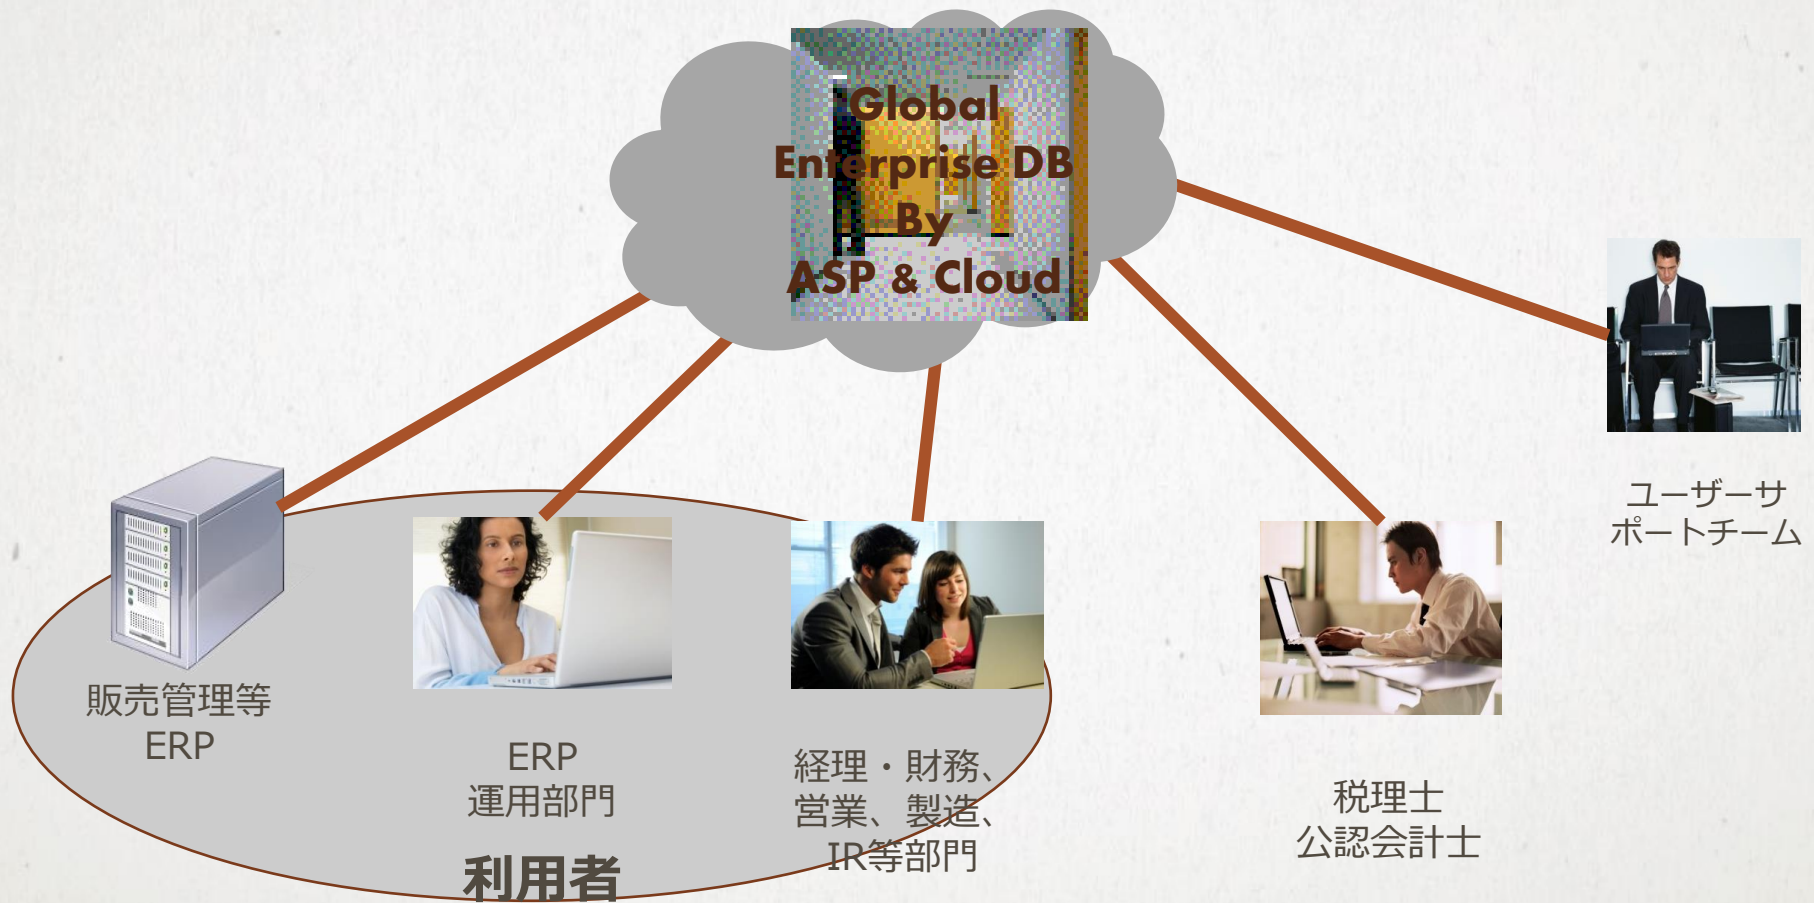 Global
Enterprise DB
By
ASP & Cloud
ユーザーサ
ポートチーム
販売管理等
ERP
ERP
運用部門
経理・財務、
営業、製造、
IR等部門
税理士
公認会計士
利用者